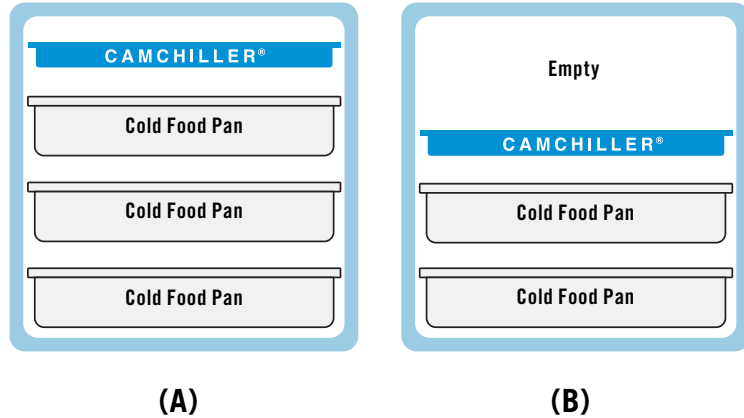 CAMCHILLER®
Cold Food Pan
Cold Food Pan
Cold Food Pan
(A)
Empty
CAMCHILLER®
Cold Food Pan
Cold Food Pan
(B)